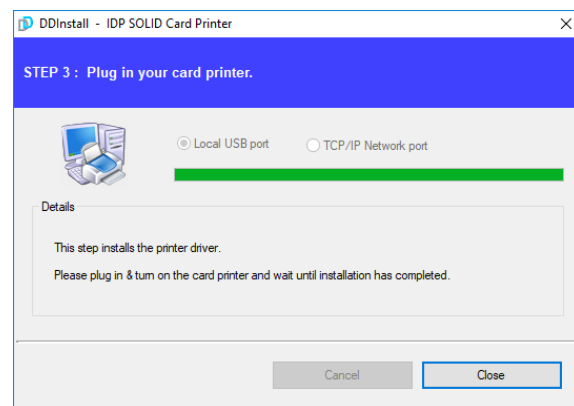 DDInstall - IDP SOLID Card Printer
STEP 3 : Plug in your card printer.
Local USB port
TCP/IP Network port
Details
This step installs the printer driver.
Please plug in & turn on the card printer and wait until installation has completed.
Cancel
Close